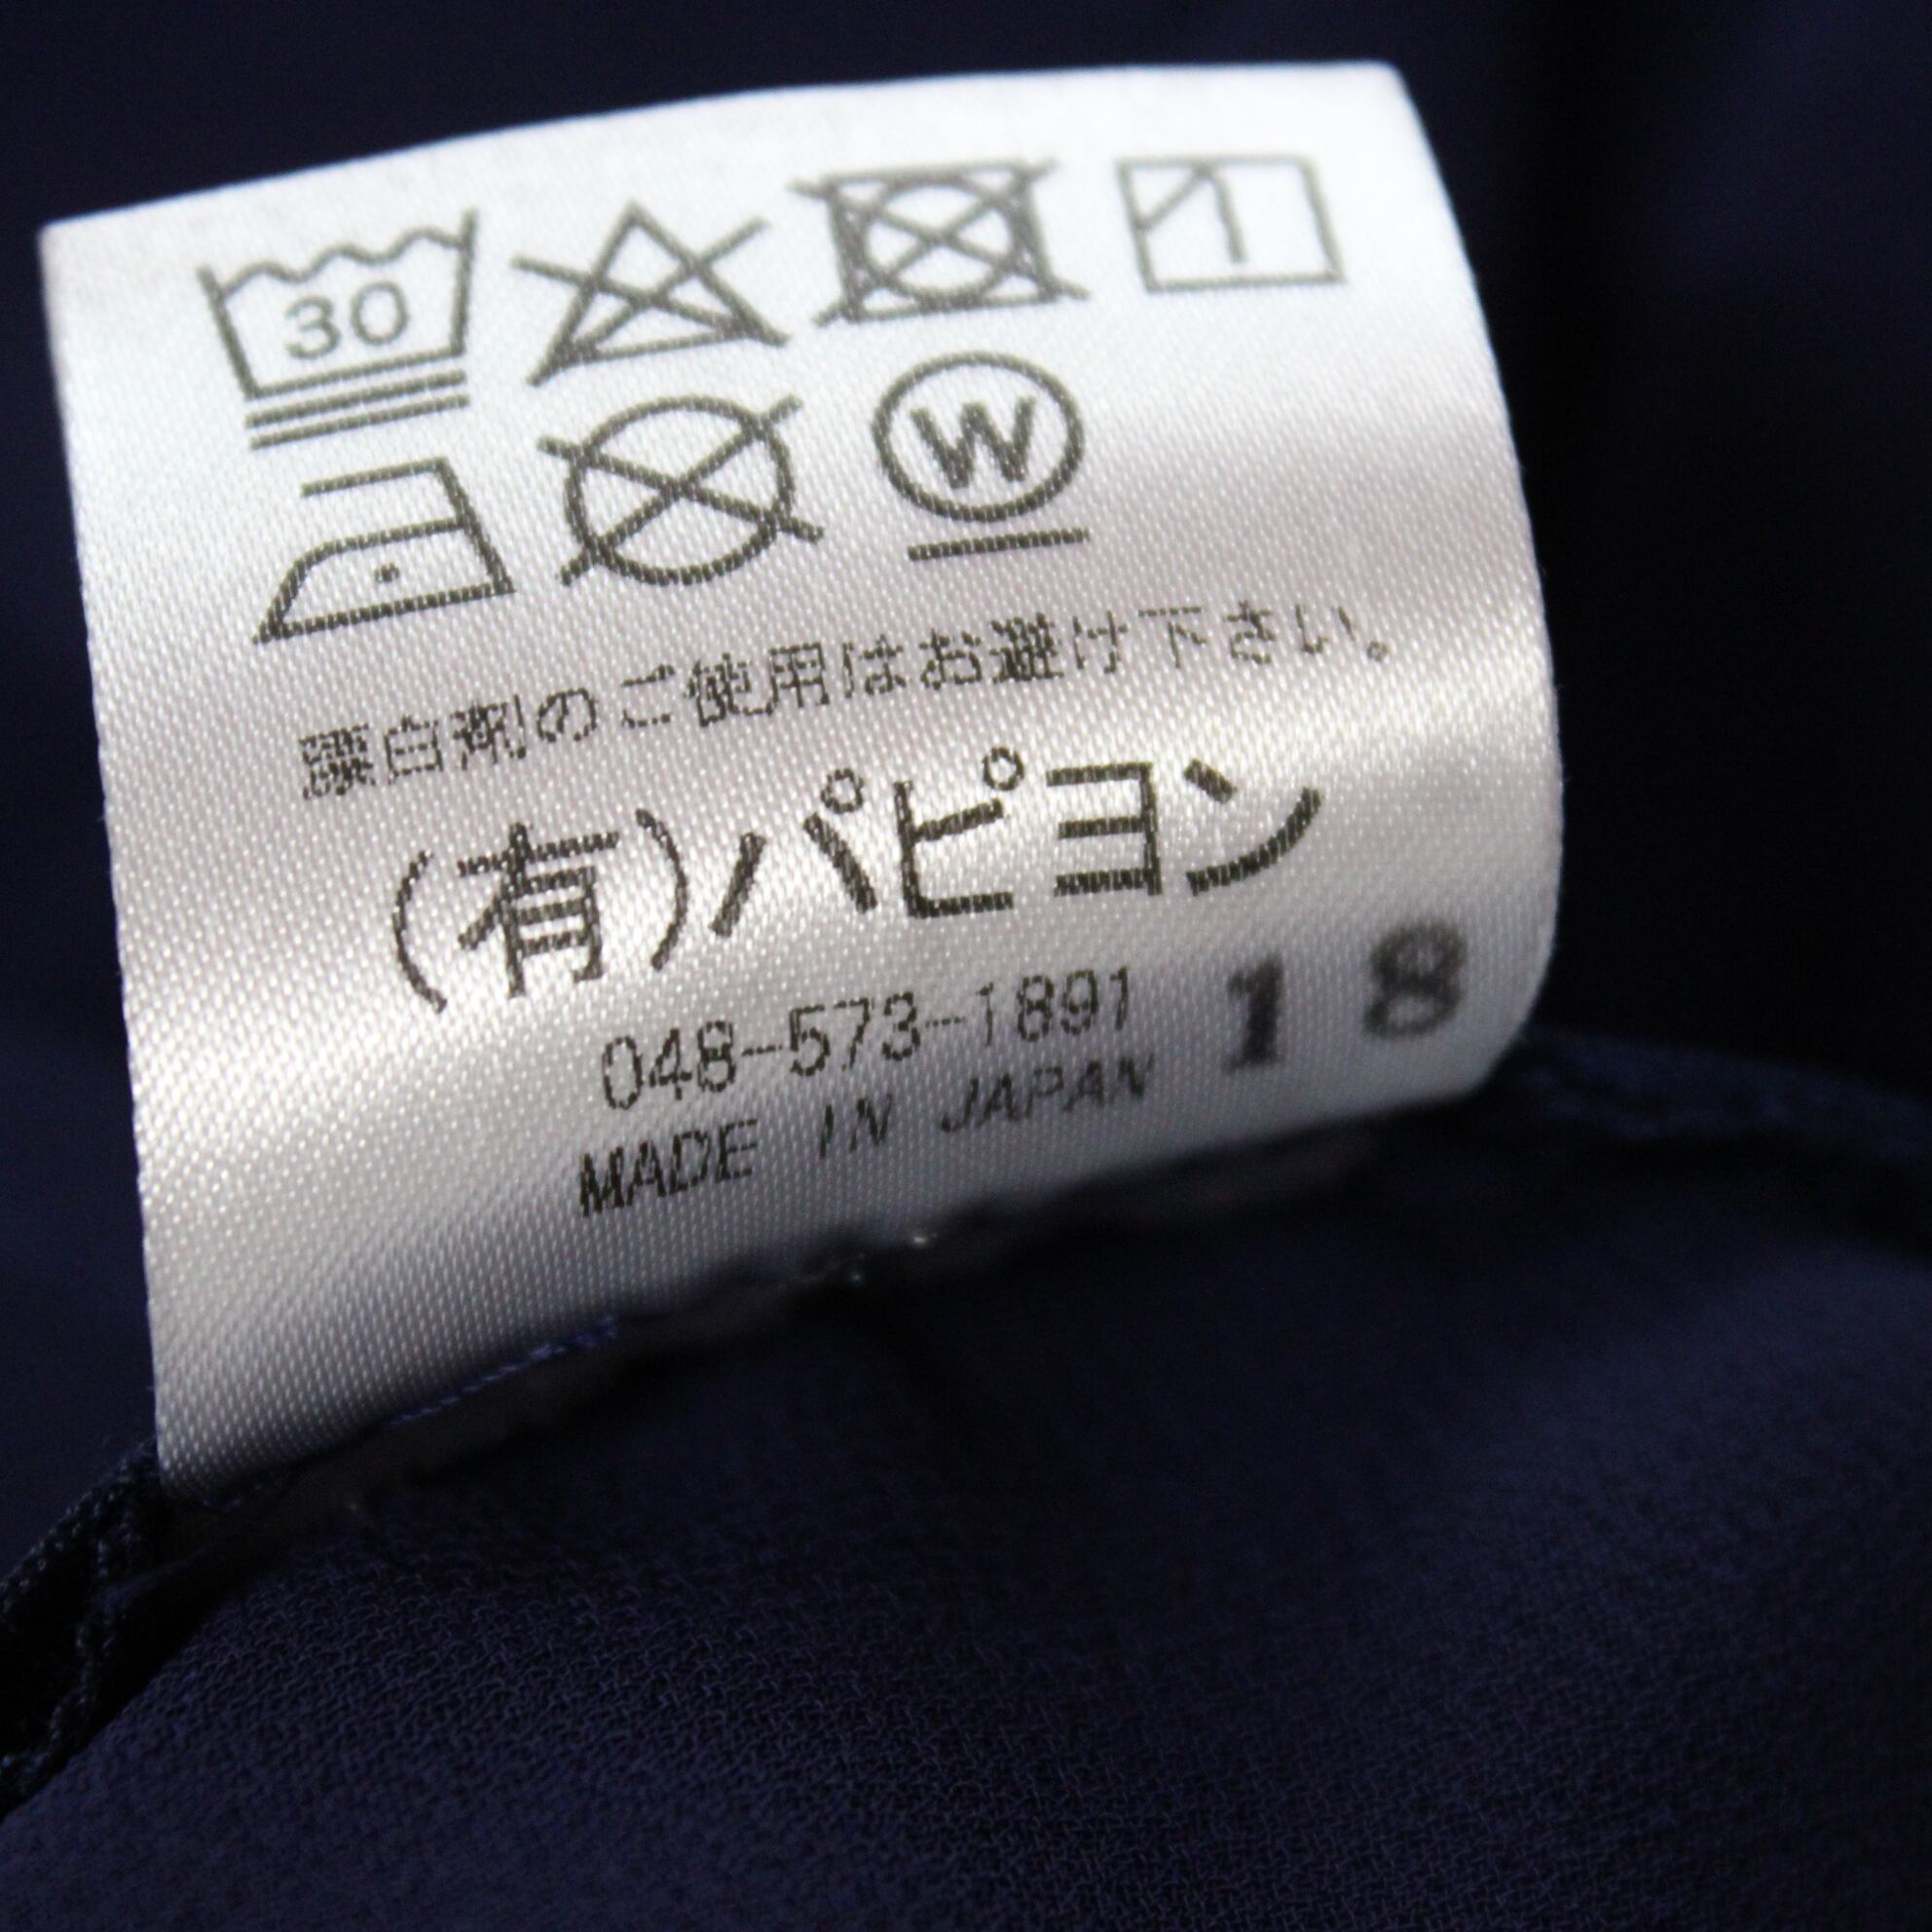 30
W
漂白剤のご使用はお避け下さい。
(有)パピヨン
048-573-1891 18
MADE IN JAPAN